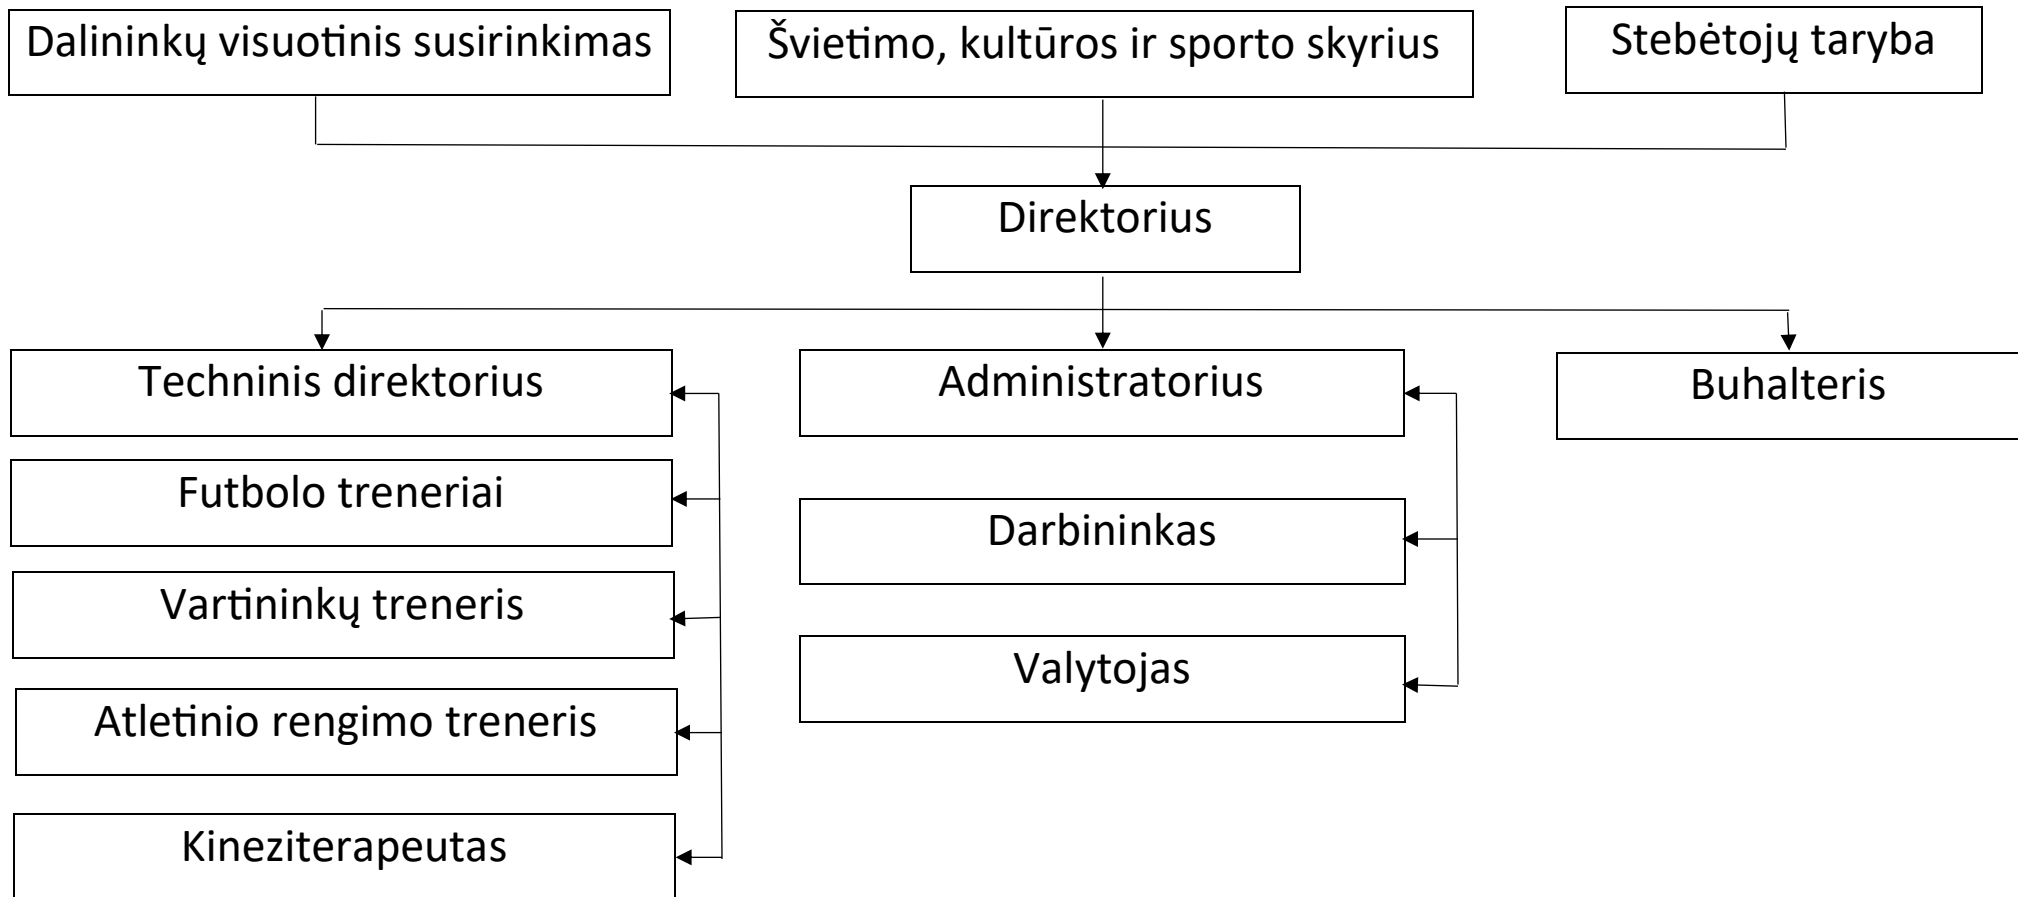 Dalininkų visuotinis susirinkimas
Švietimo, kultūros ir sporto skyrius
Stebėtojų taryba
Direktorius
Techninis direktorius
Administratorius
Buhalteris
Futbolo treneriai
Darbininkas
Vartininkų treneris
Valytojas
Atletinio rengimo treneris
Kineziterapeutas